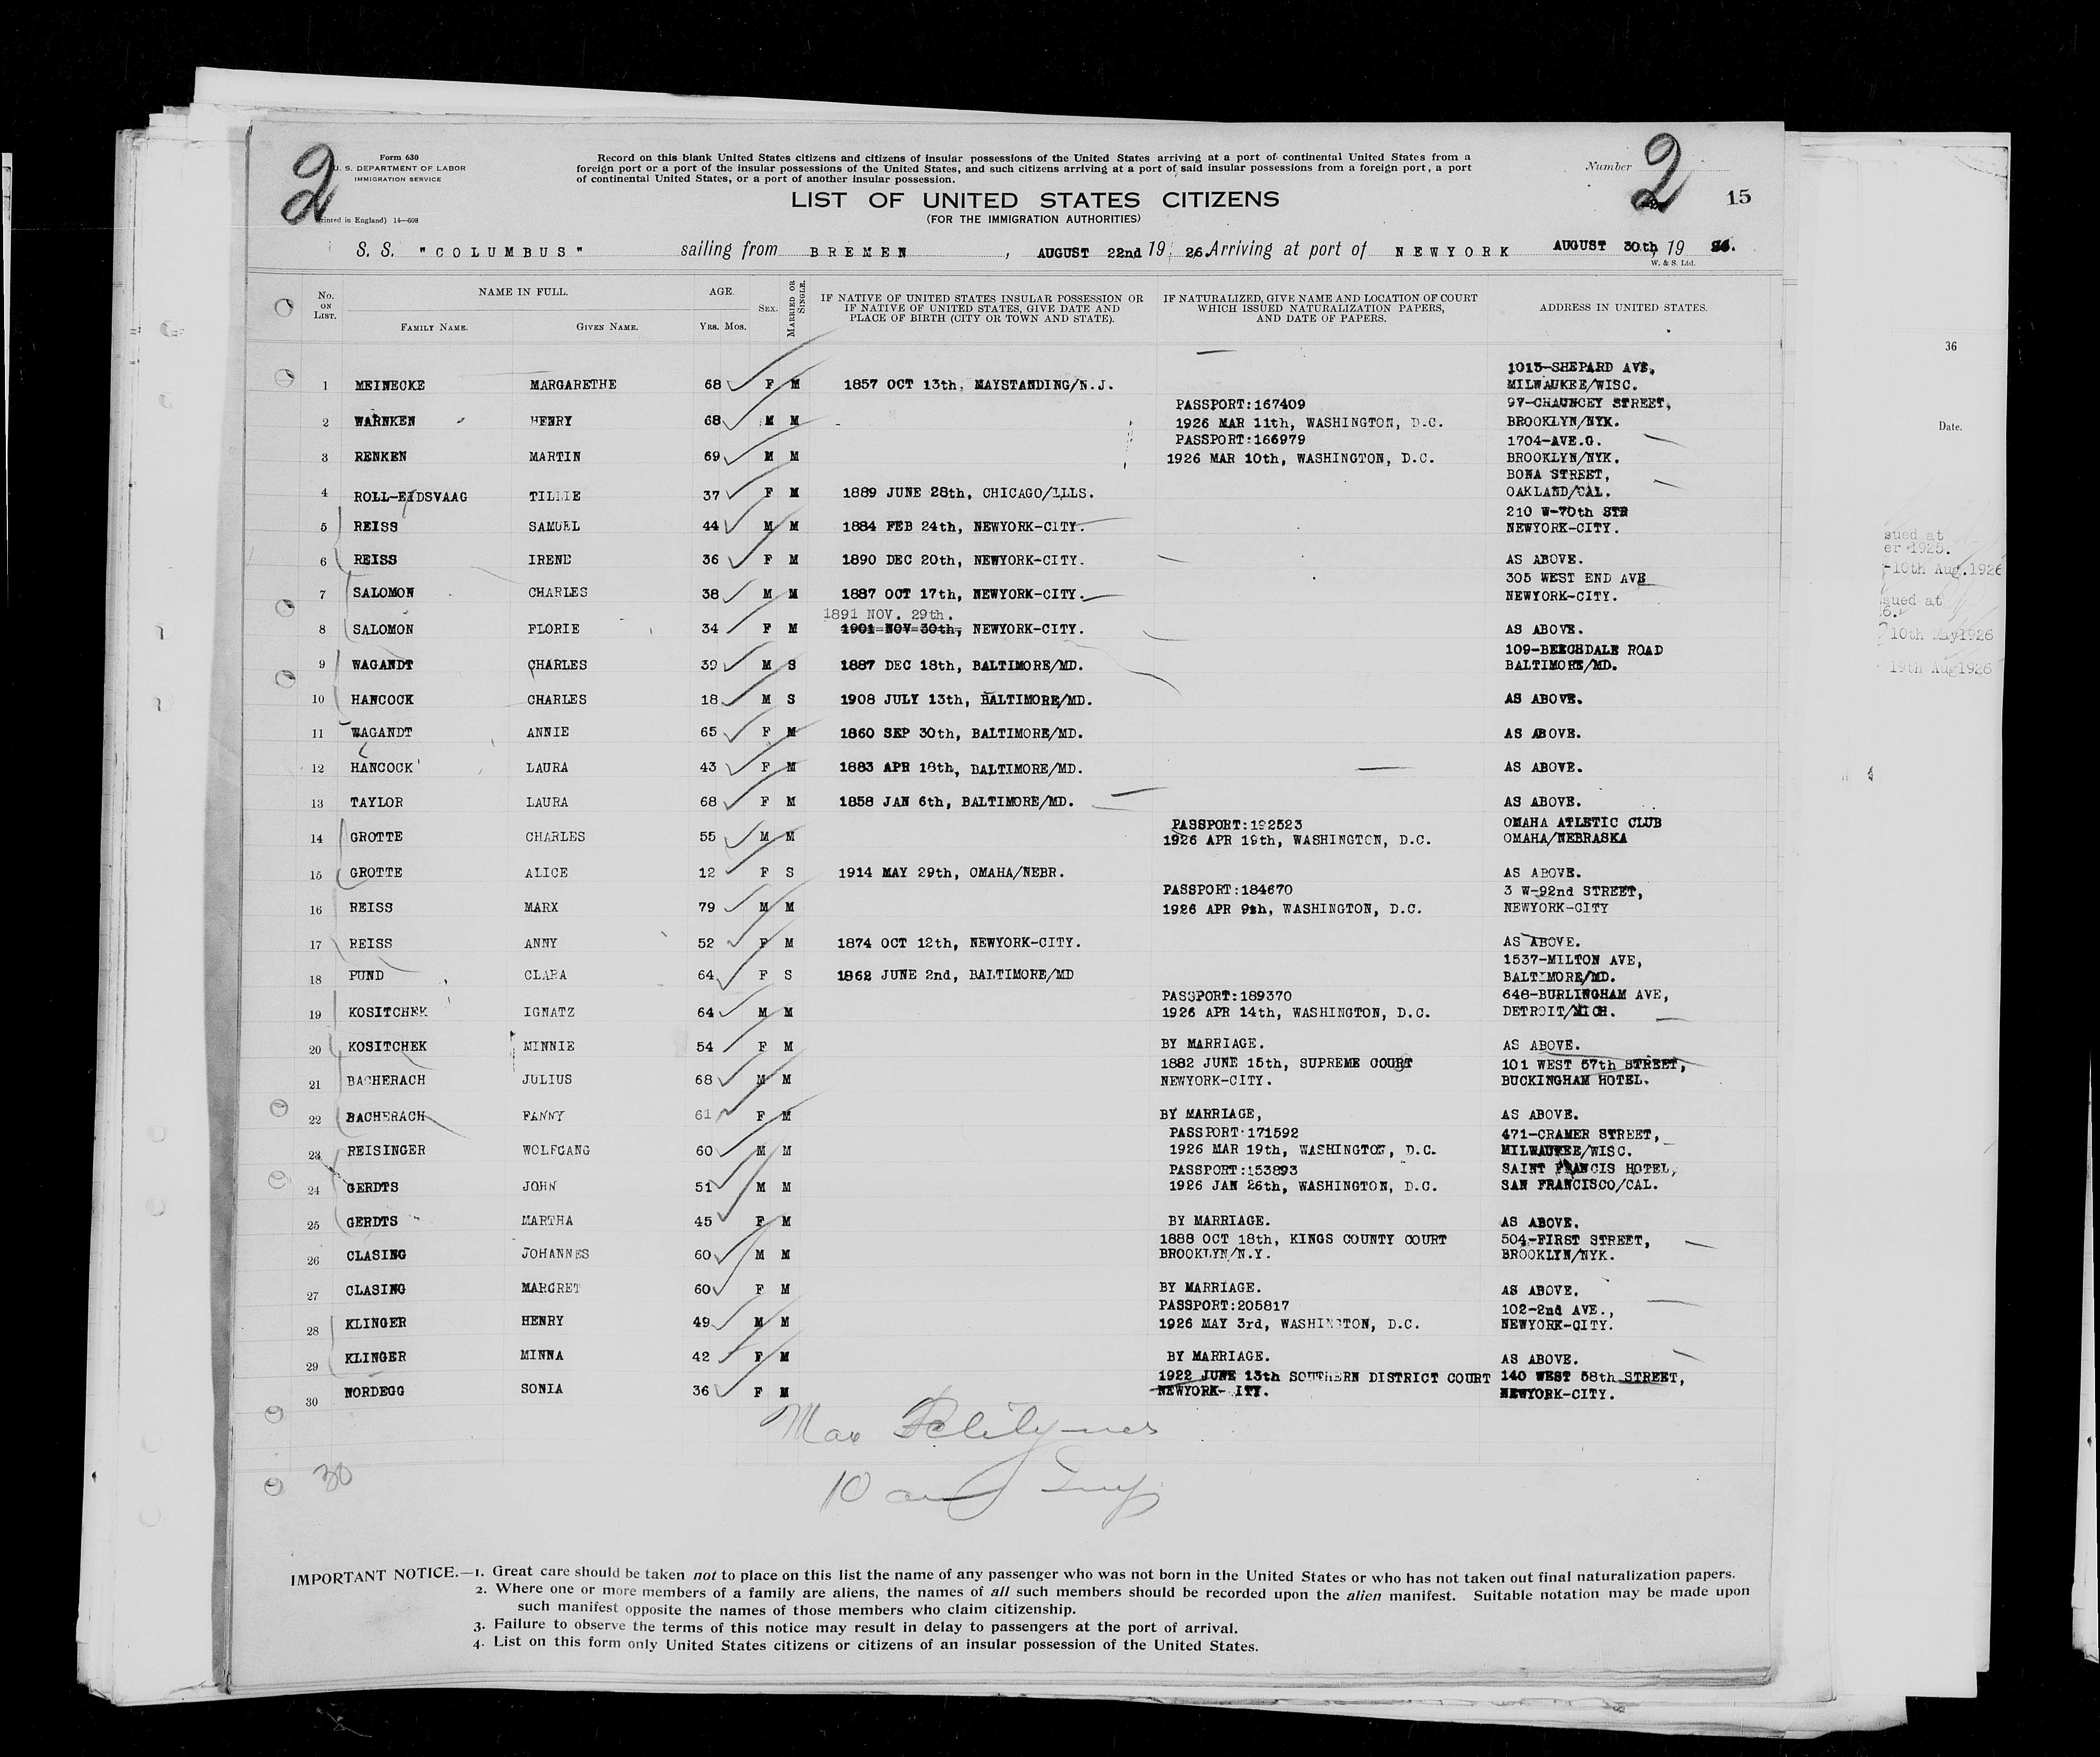 2 2
Form 630
U. S. DEPARTMENT OF LABOR
IMMIGRATION SERVICE
(Printed in England) 14—608
Record on this blank United States citizens and citizens of insular possessions of the United States arriving at a port of continental United States from a
foreign port or a port of the insular possessions of the United States, and such citizens arriving at a port of said insular possessions from a foreign port, a port
of continental United States, or a port of another insular possession.
Number
15
LIST OF UNITED STATES CITIZENS
(FOR THE IMMIGRATION AUTHORITIES)
S. S. "COLUMBUS" sailing from BREMEN, AUGUST 22nd 19 26. Arriving at port of NEWYORK AUGUST 30th, 19 26.
W. & S. Ltd.
No. ON LIST. NAME IN FULL. AGE. SEX. MARRIED OR SINGLE. IF NATIVE OF UNITED STATES INSULAR POSSESSION OR IF NATIVE OF UNITED STATES, GIVE DATE AND PLACE OF BIRTH (CITY OR TOWN AND STATE). IF NATURALIZED, GIVE NAME AND LOCATION OF COURT WHICH ISSUED NATURALIZATION PAPERS, AND DATE OF PAPERS. ADDRESS IN UNITED STATES.
FAMILY NAME. GIVEN NAME. Yrs. Mos.
1015-SHEPARD AVE,
1 MEINECKE MARGARETHE 68 F M 1857 OCT 13th, MAYSTANDING/N.J. MILWAUKEE/WISC.
PASSPORT:167409 97-CHAUNCEY STREET,
2 WARNKEN HENRY 68 M M 1926 MAR 11th, WASHINGTON, D.C. BROOKLYN/NYK.
PASSPORT:166979 1704-AVE.G.
3 RENKEN MARTIN 69 M M 1926 MAR 10th, WASHINGTON, D.C. BROOKLYN/NYK.
BONA STREET,
4 ROLL-EIDSVAAG TILLIE 37 F M 1889 JUNE 28th, CHICAGO/ILLS. OAKLAND/CAL.
210 W-70th STR
5 REISS SAMUEL 44 M M 1884 FEB 24th, NEWYORK-CITY. NEWYORK-CITY.
6 REISS IRENE 36 F M 1890 DEC 20th, NEWYORK-CITY. AS ABOVE.
305 WEST END AVE
7 SALOMON CHARLES 38 M M 1887 OCT 17th, NEWYORK-CITY. NEWYORK-CITY.
1891 NOV. 29th.
8 SALOMON FLORIE 34 F M 1901=NOV=30th, NEWYORK-CITY. AS ABOVE.
109-BEECHDALE ROAD
9 WAGANDT CHARLES 39 M S 1887 DEC 18th, BALTIMORE/MD. BALTIMORE/MD.
10 HANCOCK CHARLES 18 M S 1908 JULY 13th, BALTIMORE/MD. AS ABOVE.
11 WAGANDT ANNIE 65 F M 1860 SEP 30th, BALTIMORE/MD. AS ABOVE.
12 HANCOCK LAURA 43 F M 1883 APR 18th, BALTIMORE/MD. AS ABOVE.
13 TAYLOR LAURA 68 F M 1858 JAN 6th, BALTIMORE/MD. AS ABOVE.
PASSPORT:192523 OMAHA ATLETIC CLUB
14 GROTTE CHARLES 55 M M 1926 APR 19th, WASHINGTON, D.C. OMAHA/NEBRASKA
15 GROTTE ALICE 12 F S 1914 MAY 29th, OMAHA/NEBR. AS ABOVE.
PASSPORT:184670 3 W-92nd STREET,
16 REISS MARX 79 M M 1926 APR 9th, WASHINGTON, D.C. NEWYORK-CITY
17 REISS ANNY 52 F M 1874 OCT 12th, NEWYORK-CITY. AS ABOVE.
1537-MILTON AVE,
18 PUND CLARA 64 F S 1862 JUNE 2nd, BALTIMORE/MD BALTIMORE/MD.
PASSPORT:189370 648-BURLINGHAM AVE,
19 KOSITCHEK IGNATZ 64 M M 1926 APR 14th, WASHINGTON, D.C. DETROIT/MICH.
20 KOSITCHEK MINNIE 54 F M BY MARRIAGE. AS ABOVE.
1882 JUNE 15th, SUPREME COURT 101 WEST 57th STREET,
21 BACHERACH JULIUS 68 M M NEWYORK-CITY. BUCKINGHAM HOTEL.
22 BACHERACH FANNY 61 F M BY MARRIAGE, AS ABOVE.
PASSPORT:171592 471-CRAMER STREET,
23 REISINGER WOLFGANG 60 M M 1926 MAR 19th, WASHINGTON, D.C. MILWAUKEE/WISC.
PASSPORT:153893 SAINT FRANCIS HOTEL,
24 GERDTS JOHN 51 M M 1926 JAN 26th, WASHINGTON, D.C. SAN FRANCISCO/CAL.
25 GERDTS MARTHA 45 F M BY MARRIAGE. AS ABOVE.
1888 OCT 18th, KINGS COUNTY COURT 504-FIRST STREET,
26 CLASING JOHANNES 60 M M BROOKLYN/N.Y. BROOKLYN/NYK.
27 CLASING MARGRET 60 F M BY MARRIAGE. AS ABOVE.
PASSPORT:205817 102-2nd AVE.,
28 KLINGER HENRY 49 M M 1926 MAY 3rd, WASHINGTON, D.C. NEWYORK-CITY.
29 KLINGER MINNA 42 F M BY MARRIAGE. AS ABOVE.
1922 JUNE 13th SOUTHERN DISTRICT COURT 140 WEST 58th STREET,
30 NORDEGG SONIA 36 F M NEWYORK-CITY. NEWYORK-CITY.
Max
30
10
IMPORTANT NOTICE.—1. Great care should be taken not to place on this list the name of any passenger who was not born in the United States or who has not taken out final naturalization papers.
2. Where one or more members of a family are aliens, the names of all such members should be recorded upon the alien manifest. Suitable notation may be made upon
such manifest opposite the names of those members who claim citizenship.
3. Failure to observe the terms of this notice may result in delay to passengers at the port of arrival.
4. List on this form only United States citizens or citizens of an insular possession of the United States.
36
Date.
sued at
er 1925.
-10th Aug.1926
sued at
6.
10th May1926
19th Aug1926